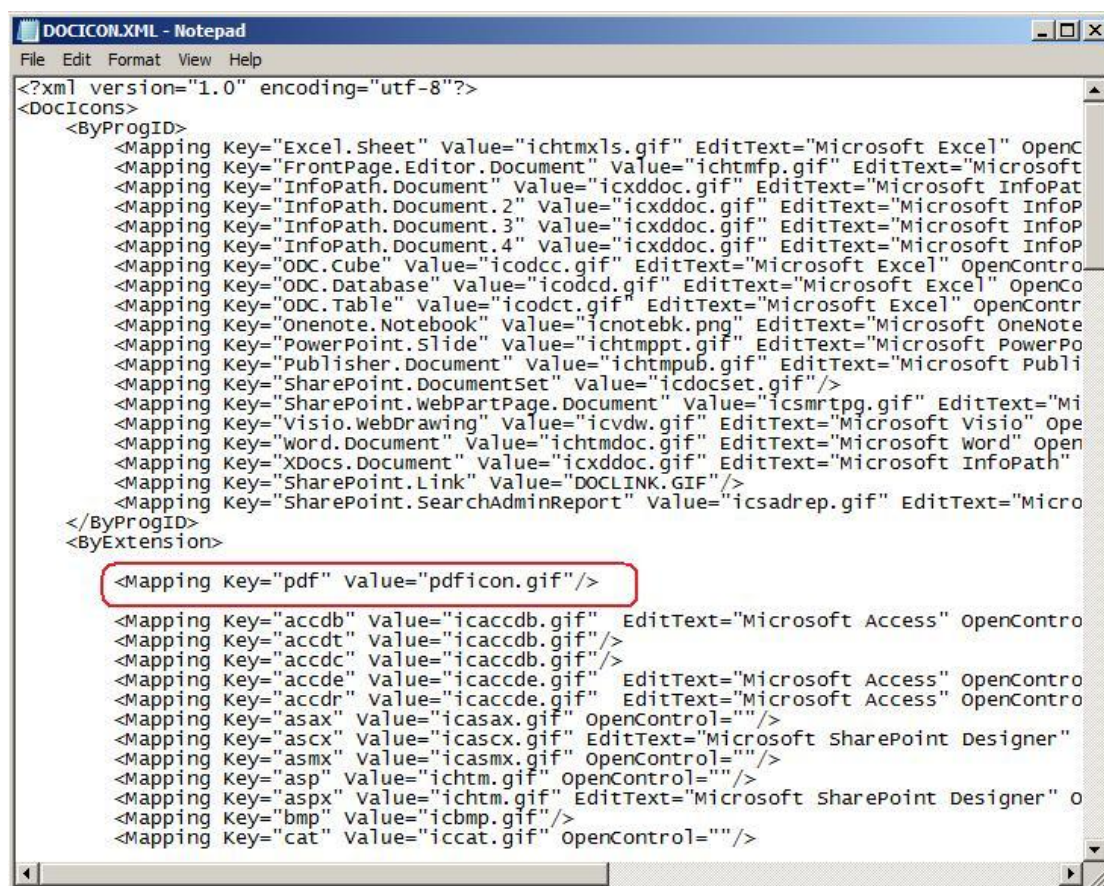 DOCICON.XML - Notepad
File Edit Format View Help
<?xml version="1.0" encoding="utf-8"?>
<DocIcons>
    <ByProgID>
        <Mapping Key="Excel.Sheet" Value="ichtmxls.gif" EditText="Microsoft Excel" OpenC
        <Mapping Key="FrontPage.Editor.Document" Value="ichtmfp.gif" EditText="Microsoft
        <Mapping Key="InfoPath.Document" Value="icxddoc.gif" EditText="Microsoft InfoPat
        <Mapping Key="InfoPath.Document.2" Value="icxddoc.gif" EditText="Microsoft InfoP
        <Mapping Key="InfoPath.Document.3" Value="icxddoc.gif" EditText="Microsoft InfoP
        <Mapping Key="InfoPath.Document.4" Value="icxddoc.gif" EditText="Microsoft InfoP
        <Mapping Key="ODC.Cube" Value="icodcc.gif" EditText="Microsoft Excel" OpenContro
        <Mapping Key="ODC.Database" Value="icodcd.gif" EditText="Microsoft Excel" OpenCo
        <Mapping Key="ODC.Table" Value="icodct.gif" EditText="Microsoft Excel" OpenContr
        <Mapping Key="Onenote.Notebook" Value="icnotebk.png" EditText="Microsoft OneNote
        <Mapping Key="PowerPoint.Slide" Value="ichtmppt.gif" EditText="Microsoft PowerPo
        <Mapping Key="Publisher.Document" Value="ichtmpub.gif" EditText="Microsoft Publi
        <Mapping Key="SharePoint.DocumentSet" Value="icdocset.gif"/>
        <Mapping Key="SharePoint.WebPartPage.Document" Value="icsmrtpg.gif" EditText="Mi
        <Mapping Key="Visio.WebDrawing" Value="icvdw.gif" EditText="Microsoft Visio" Ope
        <Mapping Key="Word.Document" Value="ichtmdoc.gif" EditText="Microsoft Word" Open
        <Mapping Key="XDocs.Document" Value="icxddoc.gif" EditText="Microsoft InfoPath"
        <Mapping Key="SharePoint.Link" Value="DOCLINK.GIF"/>
        <Mapping Key="SharePoint.SearchAdminReport" Value="icsadrep.gif" EditText="Micro
    </ByProgID>
    <ByExtension>
        <Mapping Key="pdf" Value="pdficon.gif"/>
        <Mapping Key="accdb" Value="icaccdb.gif"  EditText="Microsoft Access" OpenContro
        <Mapping Key="accdt" Value="icaccdb.gif"/>
        <Mapping Key="accdc" Value="icaccdb.gif"/>
        <Mapping Key="accde" Value="icaccde.gif"  EditText="Microsoft Access" OpenContro
        <Mapping Key="accdr" Value="icaccde.gif"  EditText="Microsoft Access" OpenContro
        <Mapping Key="asax" Value="icasax.gif" OpenControl=""/>
        <Mapping Key="ascx" Value="icascx.gif" EditText="Microsoft SharePoint Designer"
        <Mapping Key="asmx" Value="icasmx.gif" OpenControl=""/>
        <Mapping Key="asp" Value="ichtm.gif" OpenControl=""/>
        <Mapping Key="aspx" Value="ichtm.gif" EditText="Microsoft SharePoint Designer" O
        <Mapping Key="bmp" Value="icbmp.gif"/>
        <Mapping Key="cat" Value="iccat.gif" OpenControl=""/>